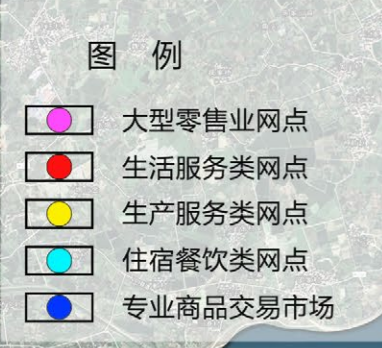 图 例
大型零售业网点
生活服务类网点
生产服务类网点
住宿餐饮类网点
专业商品交易市场